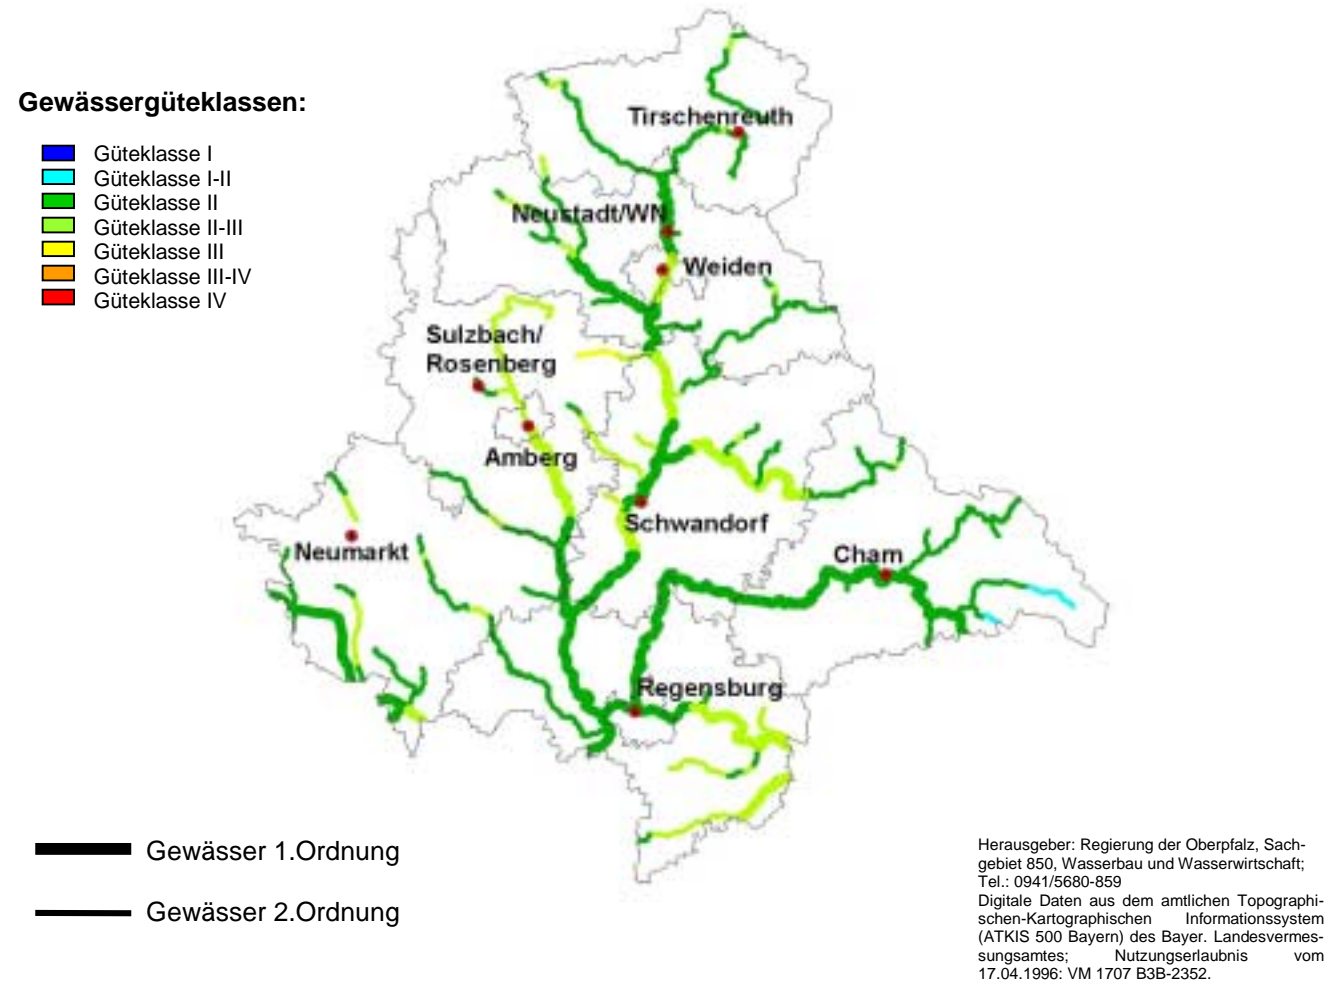 Gewässergüteklassen:
Güteklasse I
Güteklasse I-II
Güteklasse II
Güteklasse II-III
Güteklasse III
Güteklasse III-IV
Güteklasse IV
Tirschenreuth
Neustadt/WN
Weiden
Sulzbach/
Rosenberg
Amberg
Schwandorf
Neumarkt
Cham
Regensburg
Gewässer 1.Ordnung
Gewässer 2.Ordnung
Herausgeber: Regierung der Oberpfalz, Sach-
gebiet 850, Wasserbau und Wasserwirtschaft;
Tel.: 0941/5680-859
Digitale Daten aus dem amtlichen Topographi-
schen-Kartographischen Informationssystem
(ATKIS 500 Bayern) des Bayer. Landesvermes-
sungsamtes; Nutzungserlaubnis vom
17.04.1996: VM 1707 B3B-2352.